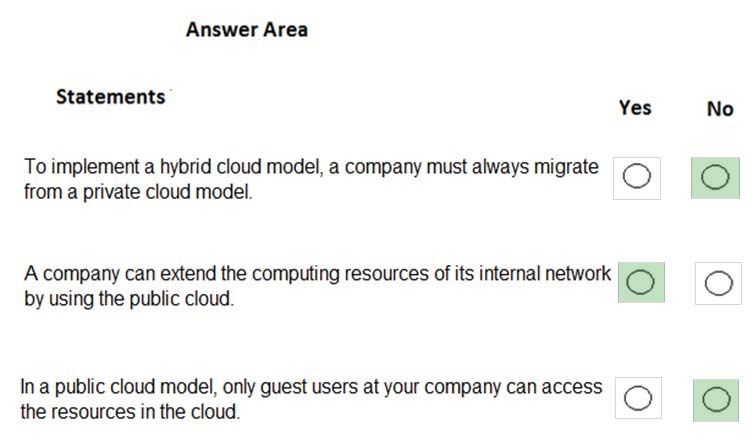 Answer Area
Statements
Yes No
To implement a hybrid cloud model, a company must always migrate
from a private cloud model.
A company can extend the computing resources of its internal network
by using the public cloud.
In a public cloud model, only guest users at your company can access
the resources in the cloud.